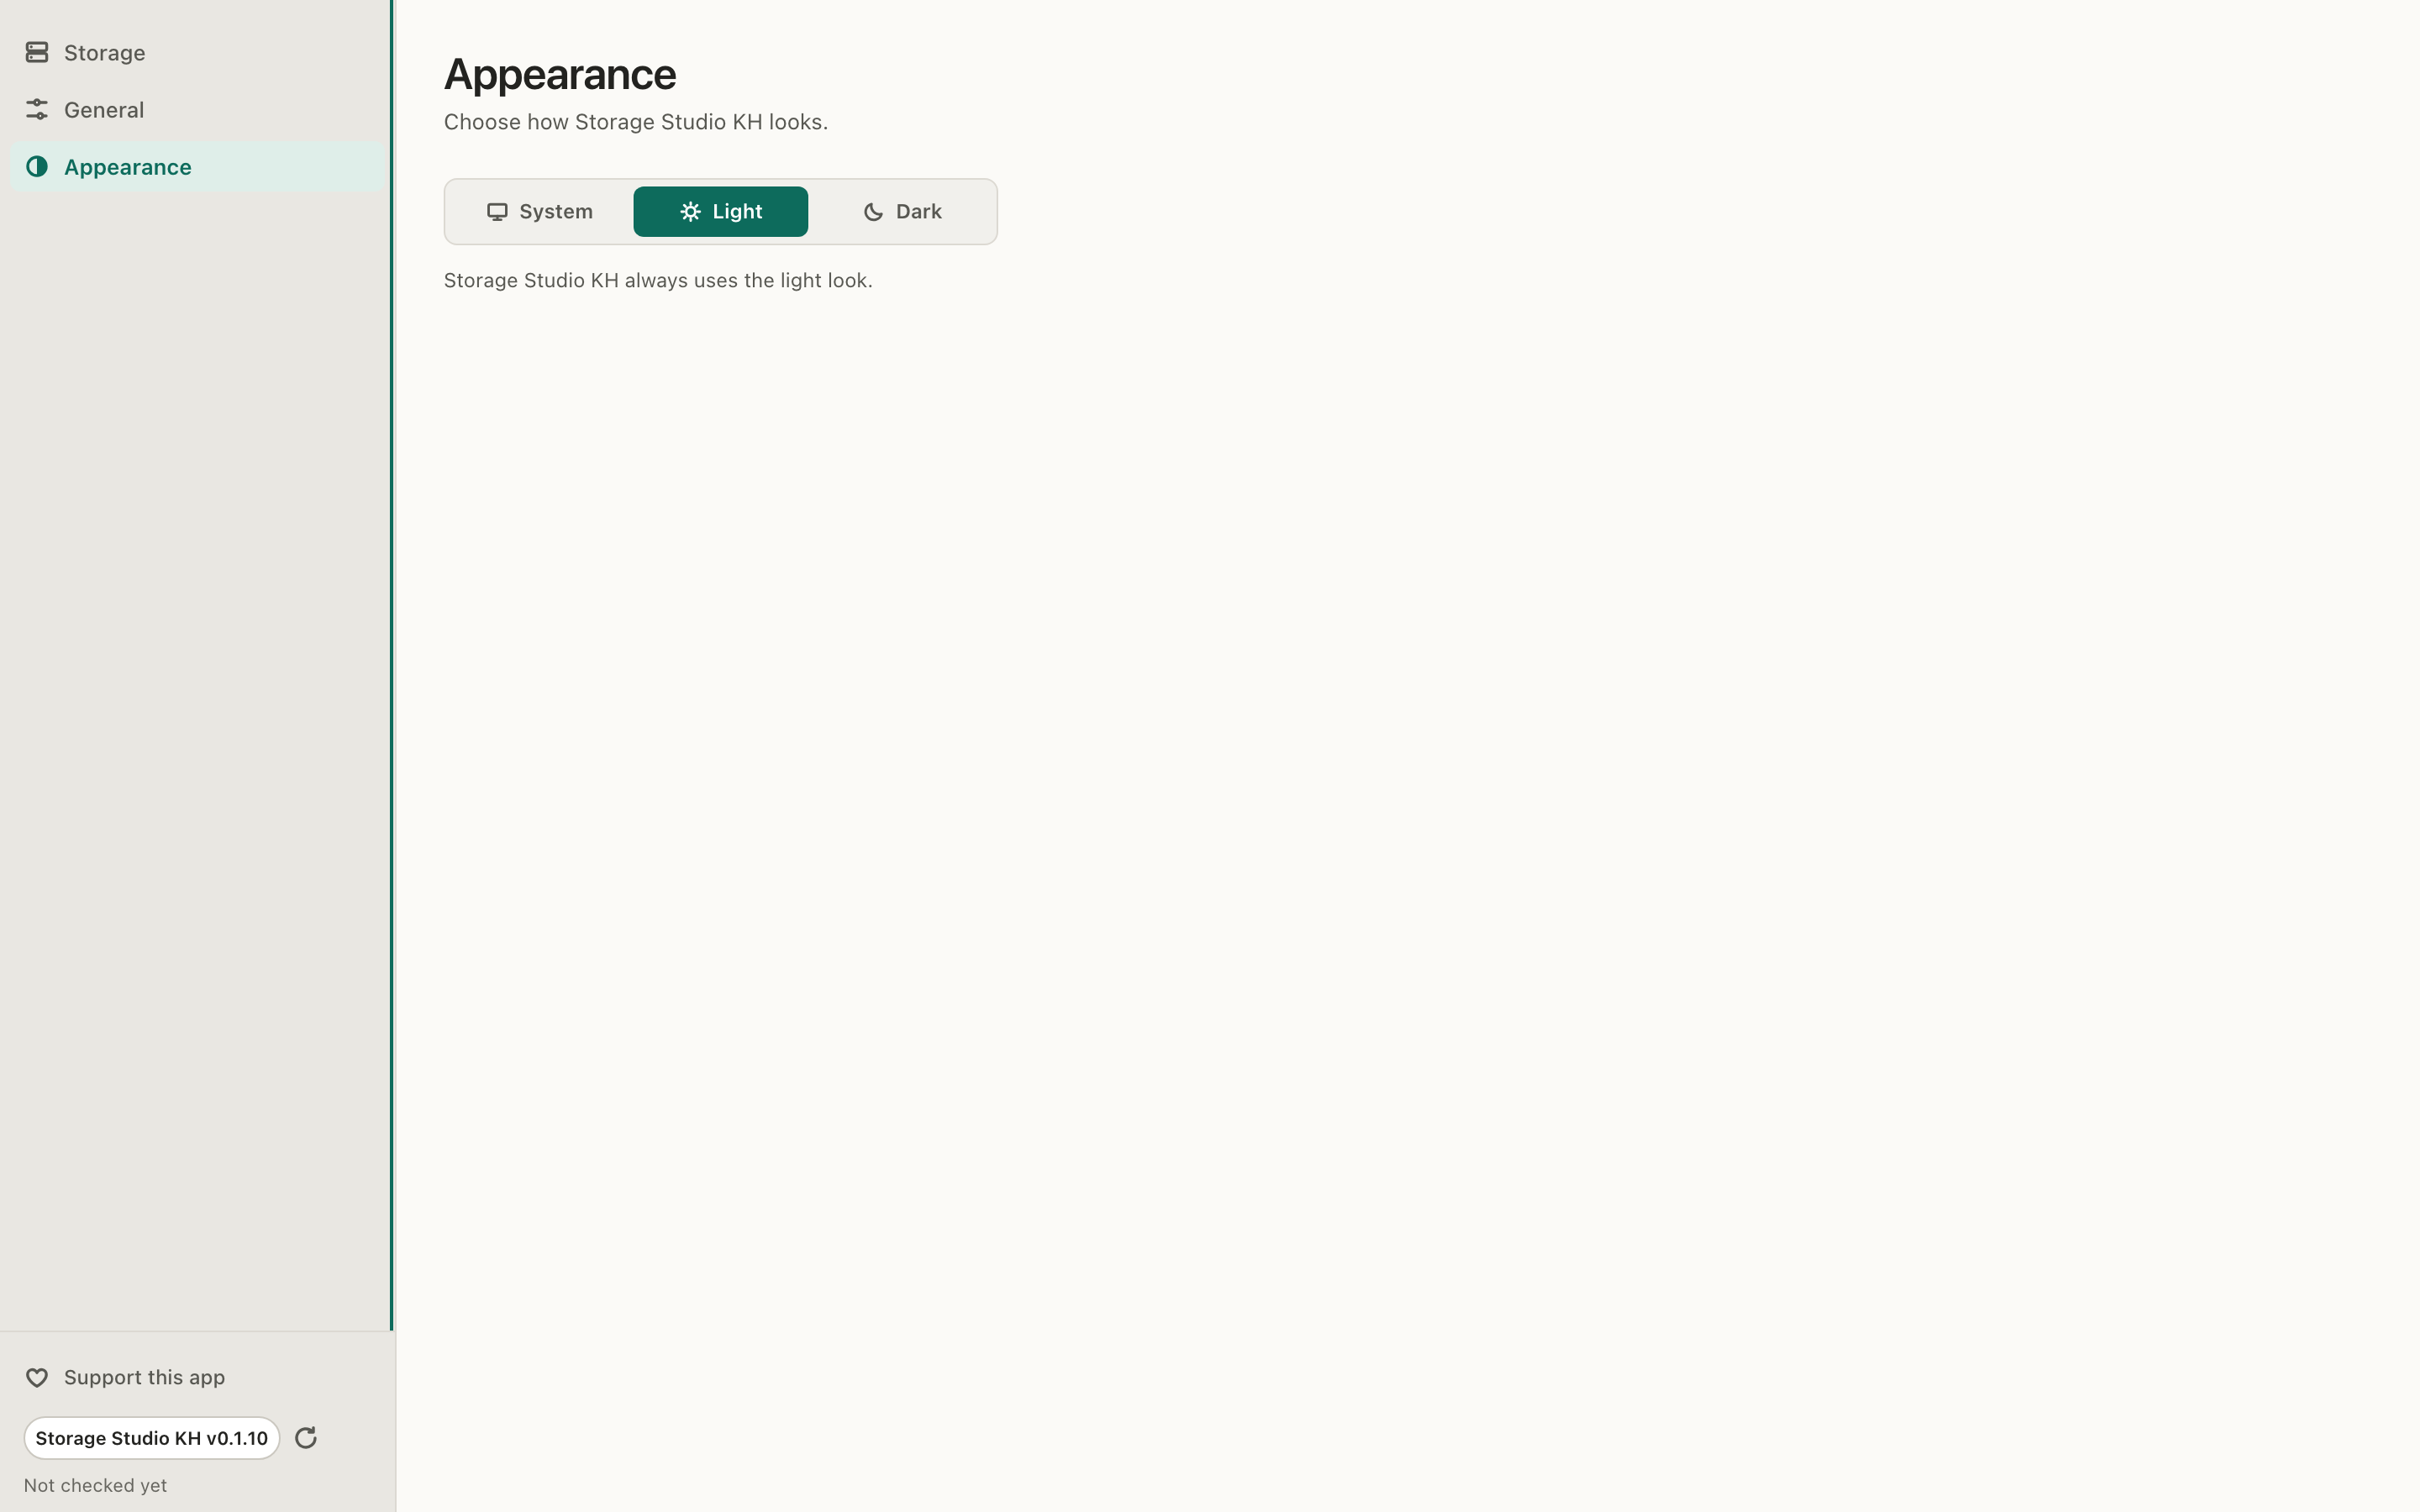 Storage
General
Appearance
Appearance
Choose how Storage Studio KH looks.
System
Light
Dark
Storage Studio KH always uses the light look.
Support this app
Storage Studio KH v0.1.10
Not checked yet